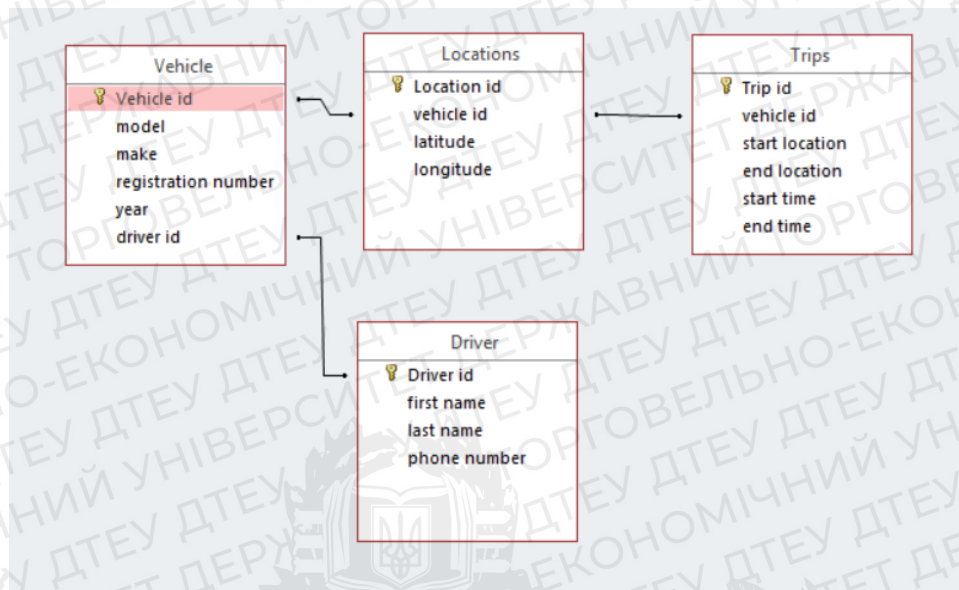 Vehicle
Vehicle id
model
make
registration number
year
driver id
Locations
Location id
vehicle id
latitude
longitude
Trips
Trip id
vehicle id
start location
end location
start time
end time
Driver
Driver id
first name
last name
phone number